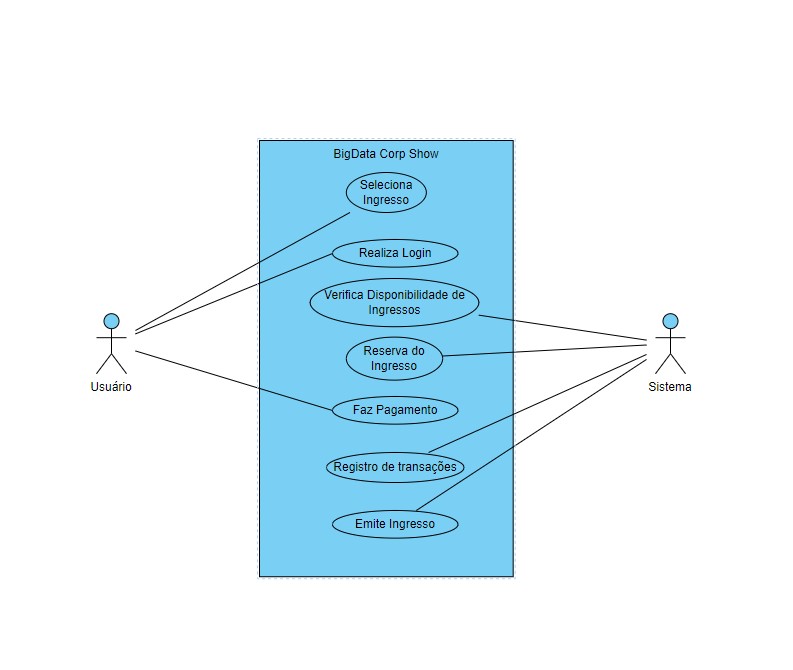 BigData Corp Show
Seleciona
Ingresso
Realiza Login
Verifica Disponibilidade de
Ingressos
Reserva do
Ingresso
Usuário
Sistema
Faz Pagamento
Registro de transações
Emite Ingresso